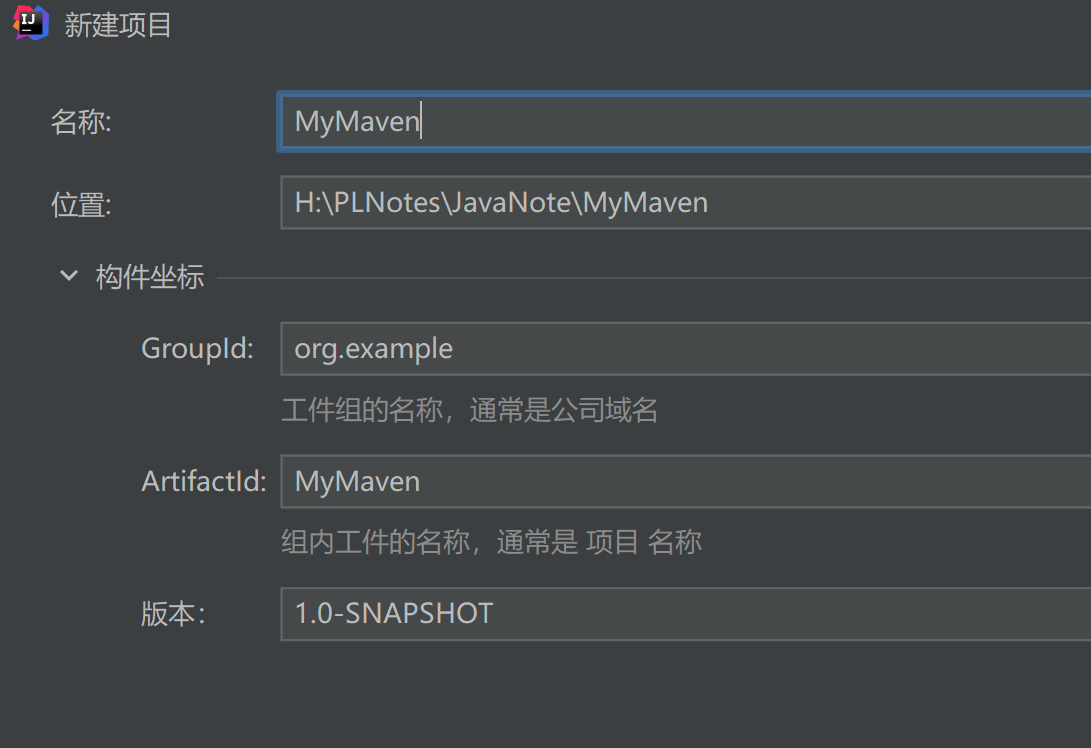 IJ
新建项目
名称: MyMaven
位置: H:\PLNotes\JavaNote\MyMaven
构件坐标
GroupId: org.example
工件组的名称，通常是公司域名
ArtifactId: MyMaven
组内工件的名称，通常是 项目 名称
版本： 1.0-SNAPSHOT